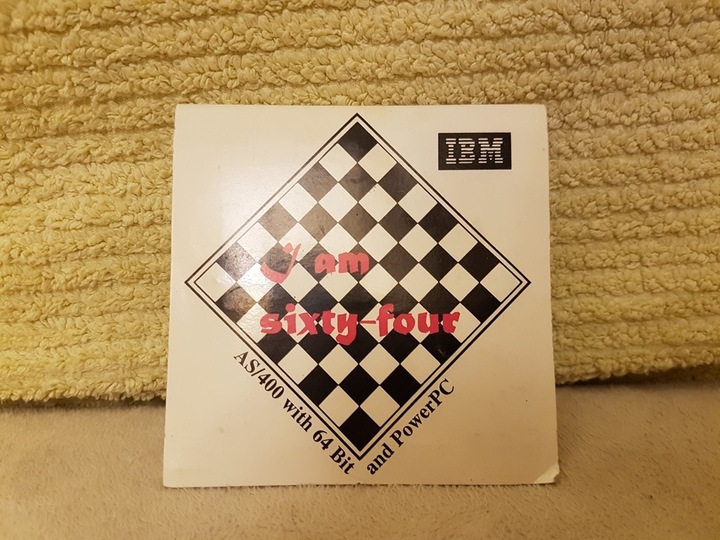 IBM
I am
sixty-four
AS/400 with 64 Bit
and PowerPC